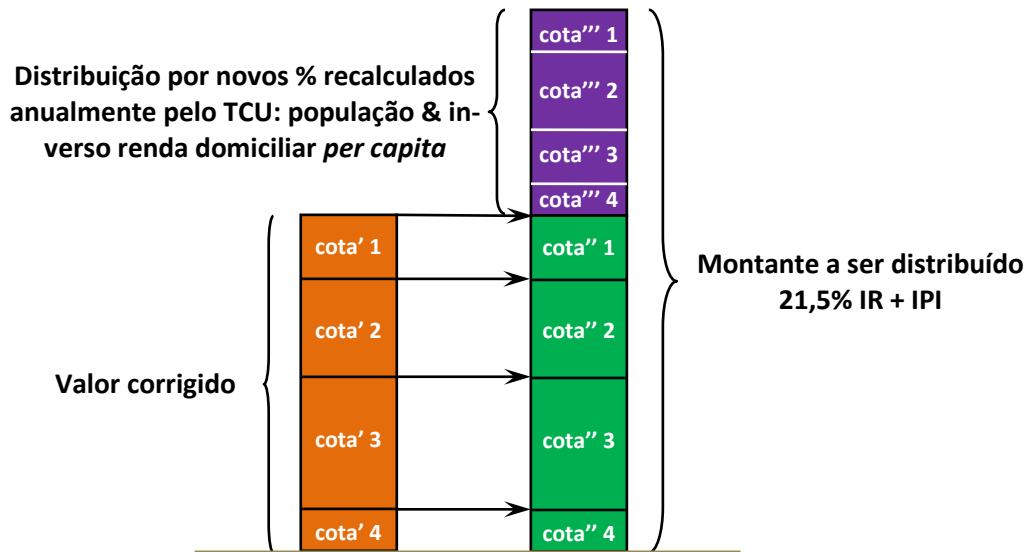 Distribuição por novos % recalculados
anualmente pelo TCU: população & in-
verso renda domiciliar per capita
cota''' 1
cota''' 2
cota''' 3
cota''' 4
Valor corrigido
cota' 1
cota' 2
cota' 3
cota' 4
cota'' 1
cota'' 2
cota'' 3
cota'' 4
Montante a ser distribuído
21,5% IR + IPI